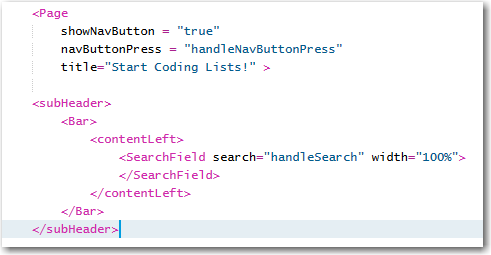 <Page
showNavButton = "true"
navButtonPress = "handleNavButtonPress"
title="Start Coding Lists!" >
<subHeader>
<Bar>
<contentLeft>
<SearchField search="handleSearch" width="100%">
</SearchField>
</contentLeft>
</Bar>
</subHeader>